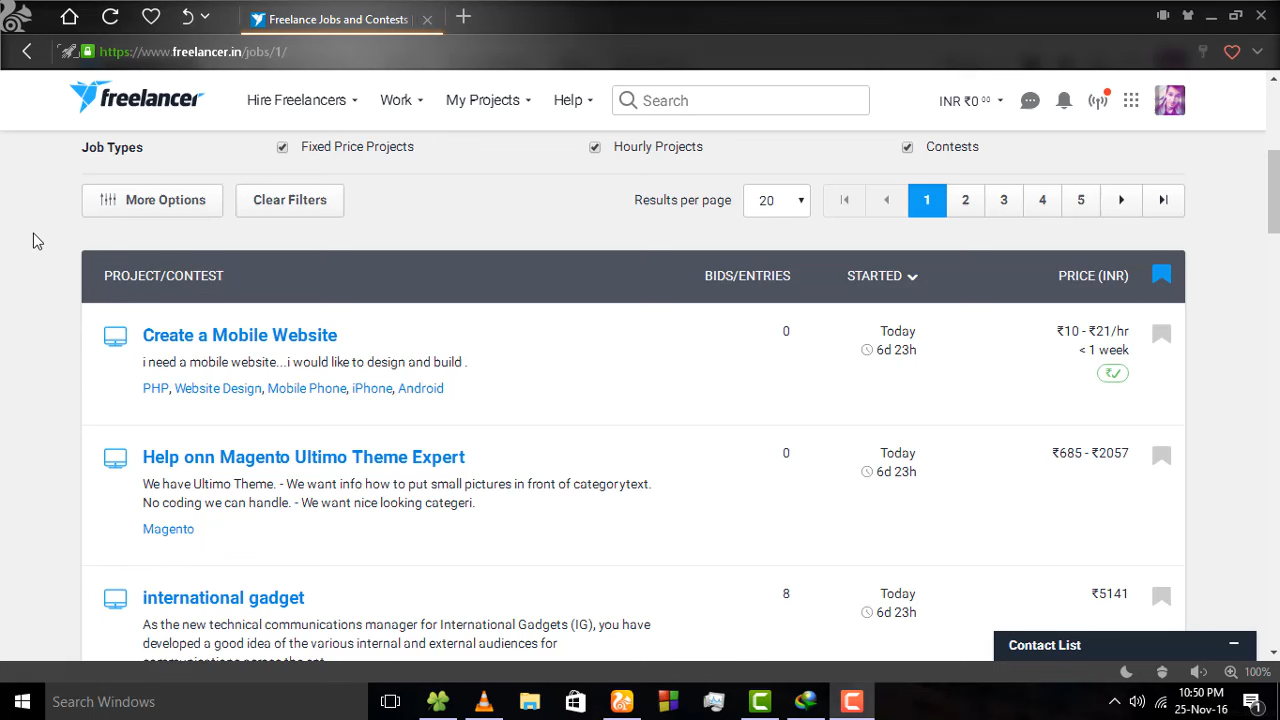 Freelance Jobs and Contests
https://www.freelancer.in/jobs/1/
freelancer
Hire Freelancers
Work
My Projects
Help
Search
INR ₹0.00
Job Types
Fixed Price Projects
Hourly Projects
Contests
More Options
Clear Filters
Results per page
20
1
2
3
4
5
PROJECT/CONTEST
BIDS/ENTRIES
STARTED
PRICE (INR)
Create a Mobile Website
0
Today
₹10 - ₹21/hr
6d 23h
< 1 week
i need a mobile website...i would like to design and build .
PHP, Website Design, Mobile Phone, iPhone, Android
₹
Help onn Magento Ultimo Theme Expert
0
Today
₹685 - ₹2057
6d 23h
We have Ultimo Theme. - We want info how to put small pictures in front of categorytext.
No coding we can handle. - We want nice looking categeri.
Magento
international gadget
8
Today
₹5141
6d 23h
As the new technical communications manager for International Gadgets (IG), you have
developed a good idea of the various internal and external audiences for
Contact List
100%
Search Windows
10:50 PM
25-Nov-16
1